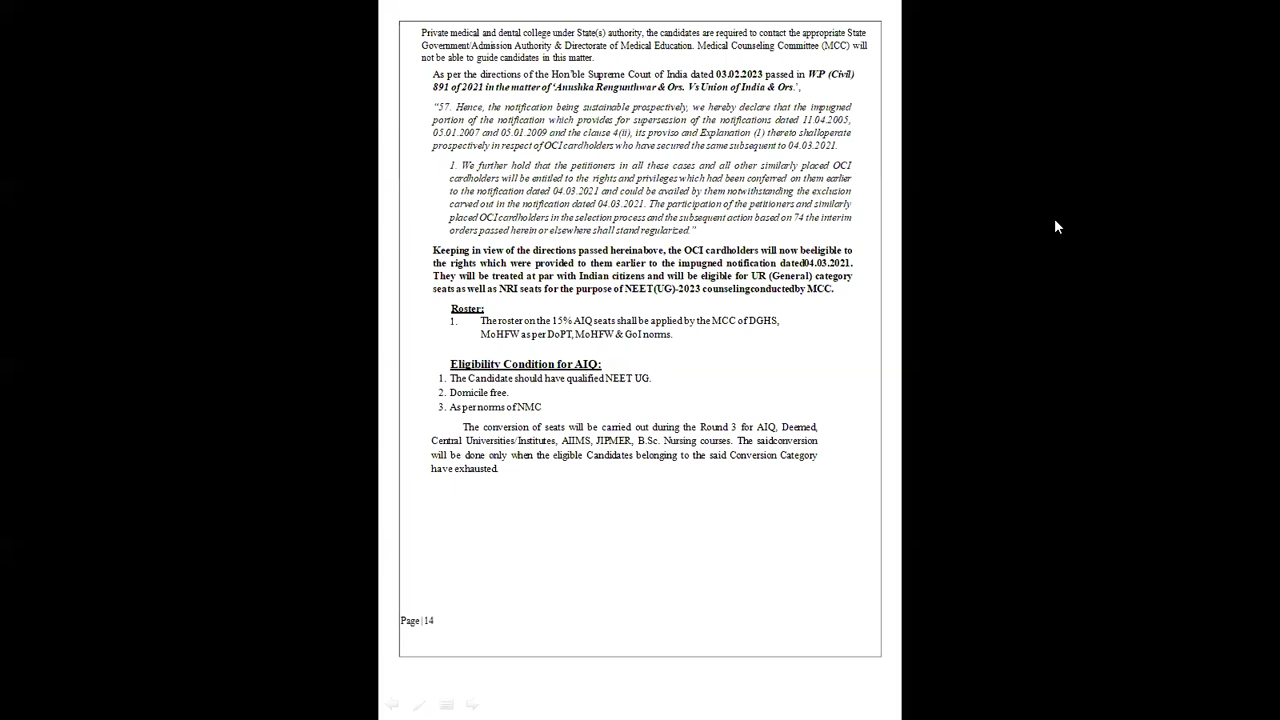 Private medical and dental college under State(s) authority, the candidates are required to contact the appropriate State
Government/Admission Authority & Directorate of Medical Education. Medical Counseling Committee (MCC) will
not be able to guide candidates in this matter.
As per the directions of the Hon'ble Supreme Court of India dated 03.02.2023 passed in W.P (Civil)
891 of 2021 in the matter of 'Anushka Rengunthwar & Ors. Vs Union of India & Ors.',
"57. Hence, the notification being sustainable prospectively, we hereby declare that the impugned
portion of the notification which provides for supersession of the notifications dated 11.04.2005,
05.01.2007 and 05.01.2009 and the clause 4(ii), its proviso and Explanation (1) thereto shalloperate
prospectively in respect of OCI cardholders who have secured the same subsequent to 04.03.2021.
1. We further hold that the petitioners in all these cases and all other similarly placed OCI
cardholders will be entitled to the rights and privileges which had been conferred on them earlier
to the notification dated 04.03.2021 and could be availed by them notwithstanding the exclusion
carved out in the notification dated 04.03.2021. The participation of the petitioners and similarly
placed OCI cardholders in the selection process and the subsequent action based on 74 the interim
orders passed herein or elsewhere shall stand regularized."
Keeping in view of the directions passed hereinabove, the OCI cardholders will now beeligible to
the rights which were provided to them earlier to the impugned notification dated04.03.2021.
They will be treated at par with Indian citizens and will be eligible for UR (General) category
seats as well as NRI seats for the purpose of NEET(UG)-2023 counselingconductedby MCC.
Roster:
1. The roster on the 15% AIQ seats shall be applied by the MCC of DGHS,
MoHFW as per DoPT, MoHFW & GoI norms.
Eligibility Condition for AIQ:
1. The Candidate should have qualified NEET UG.
2. Domicile free.
3. As per norms of NMC
The conversion of seats will be carried out during the Round 3 for AIQ, Deemed,
Central Universities/Institutes, AIIMS, JIPMER, B.Sc. Nursing courses. The saidconversion
will be done only when the eligible Candidates belonging to the said Conversion Category
have exhausted.
Page | 14